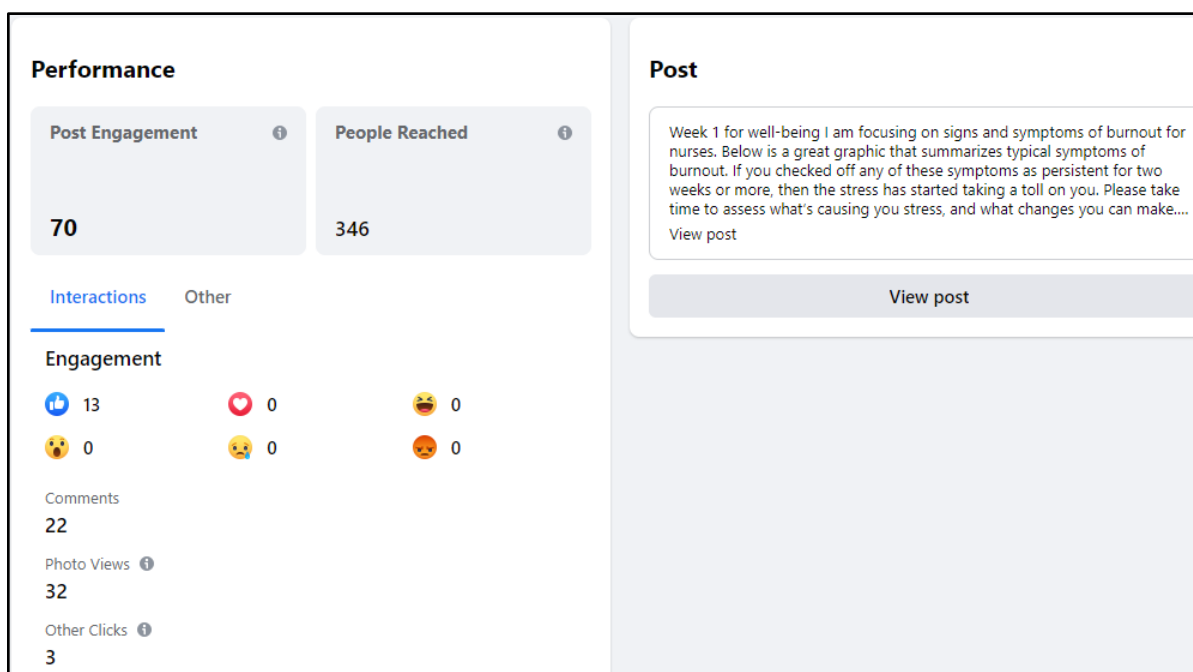 Performance
Post Engagement
People Reached
70
346
Interactions
Other
Engagement
13
0
0
0
0
0
Comments
22
Photo Views
32
Other Clicks
3
Post
Week 1 for well-being I am focusing on signs and symptoms of burnout for
nurses. Below is a great graphic that summarizes typical symptoms of
burnout. If you checked off any of these symptoms as persistent for two
weeks or more, then the stress has started taking a toll on you. Please take
time to assess what's causing you stress, and what changes you can make....
View post
View post